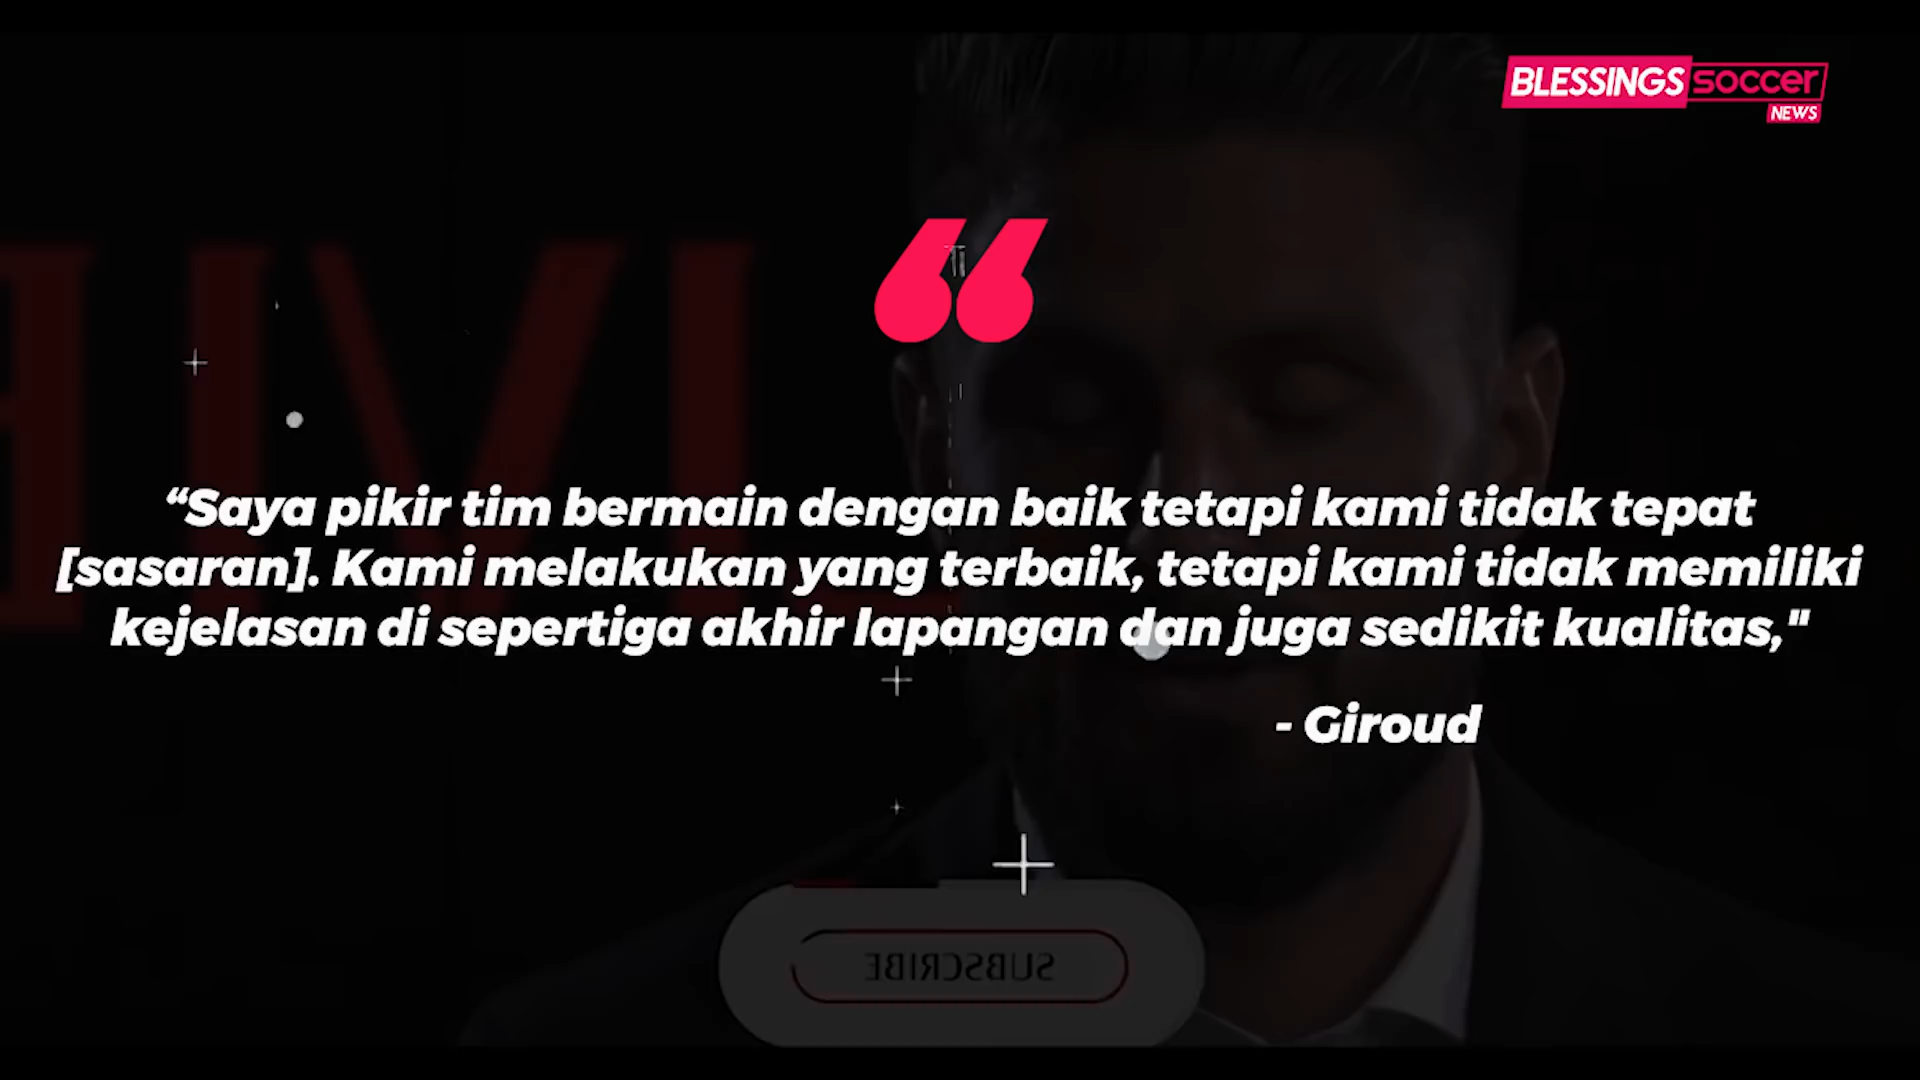 BLESSINGS soccer
NEWS
“Saya pikir tim bermain dengan baik tetapi kami tidak tepat
[sasaran]. Kami melakukan yang terbaik, tetapi kami tidak memiliki
kejelasan di sepertiga akhir lapangan dan juga sedikit kualitas,"
- Giroud
SUBSCRIBE